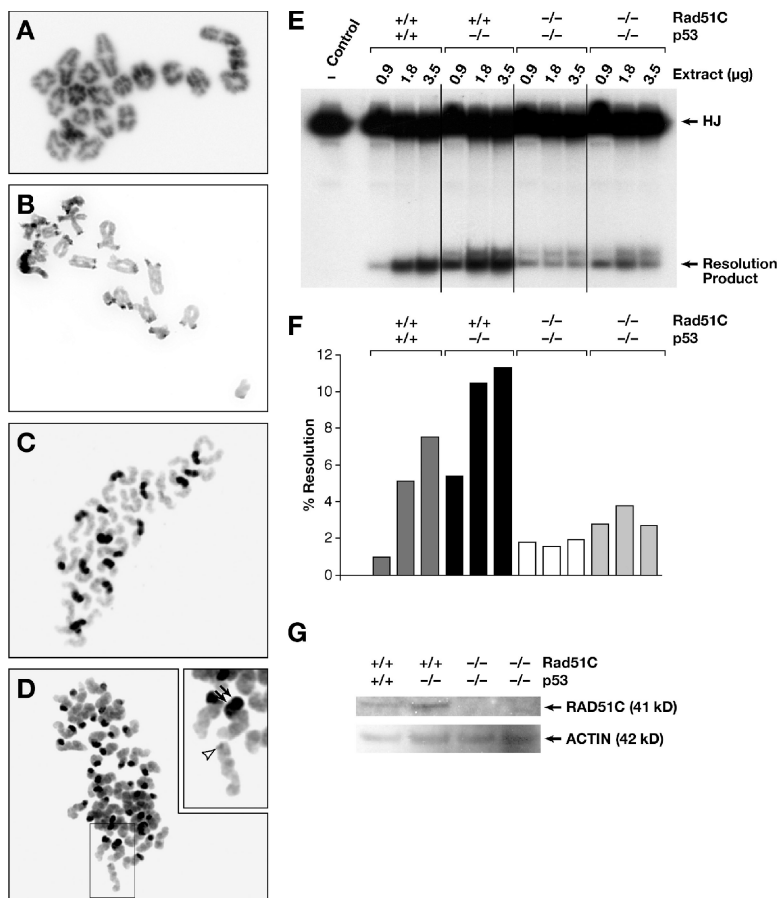 A
B
C
D
E
+/+ +/+ −/− −/− Rad51C
+/+ −/− −/− −/− p53
− Control
0.9 1.8 3.5 0.9 1.8 3.5 0.9 1.8 3.5 0.9 1.8 3.5 Extract (µg)
HJ
Resolution
Product
F
+/+ +/+ −/− −/− Rad51C
+/+ −/− −/− −/− p53
% Resolution
12
10
8
6
4
2
0
G
+/+ +/+ −/− −/− Rad51C
+/+ −/− −/− −/− p53
RAD51C (41 kD)
ACTIN (42 kD)